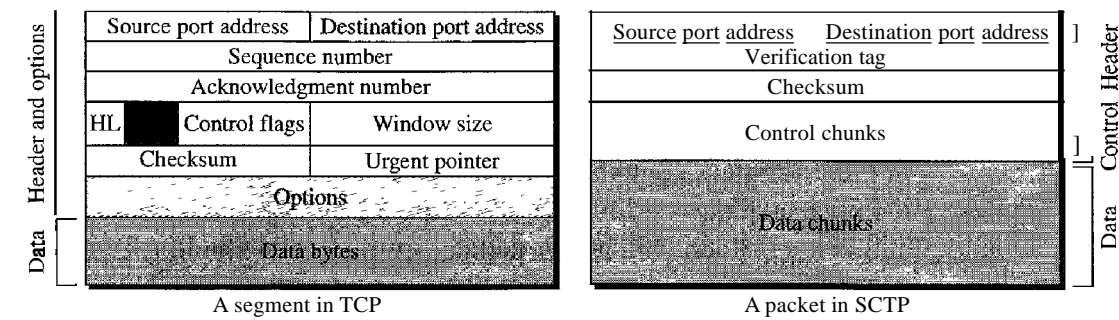 Header and options
Data
Source port address Destination port address
Sequence number
Acknowledgment number
HL Control flags Window size
Checksum Urgent pointer
Options
Data bytes
A segment in TCP
Source port address Destination port address
Verification tag
Checksum
Control chunks
Data chunks
A packet in SCTP
Header
Control
Data